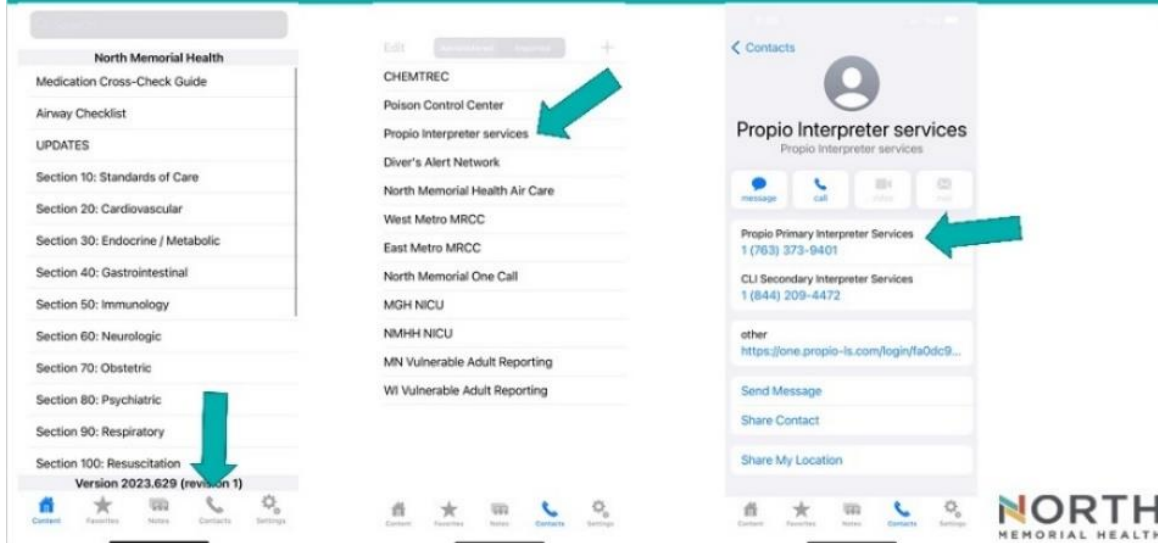 North Memorial Health
Medication Cross-Check Guide
Airway Checklist
UPDATES
Section 10: Standards of Care
Section 20: Cardiovascular
Section 30: Endocrine / Metabolic
Section 40: Gastrointestinal
Section 50: Immunology
Section 60: Neurologic
Section 70: Obstetric
Section 80: Psychiatric
Section 90: Respiratory
Section 100: Resuscitation
Version 2023.629 (revision 1)
Content Favorites Notes Contacts Settings
Edit
CHEMTREC
Poison Control Center
Propio Interpreter services
Diver's Alert Network
North Memorial Health Air Care
West Metro MRCC
East Metro MRCC
North Memorial One Call
MGH NICU
NMHH NICU
MN Vulnerable Adult Reporting
WI Vulnerable Adult Reporting
Content Favorites Notes Contacts Settings
Contacts
Propio Interpreter services
Propio Interpreter services
message call video mail
Propio Primary Interpreter Services
1 (763) 373-9401
CLI Secondary Interpreter Services
1 (844) 209-4472
other
https://one.propio-ls.com/login/fa0dc9...
Send Message
Share Contact
Share My Location
Content Favorites Notes Contacts Settings
NORTH
MEMORIAL HEALTH